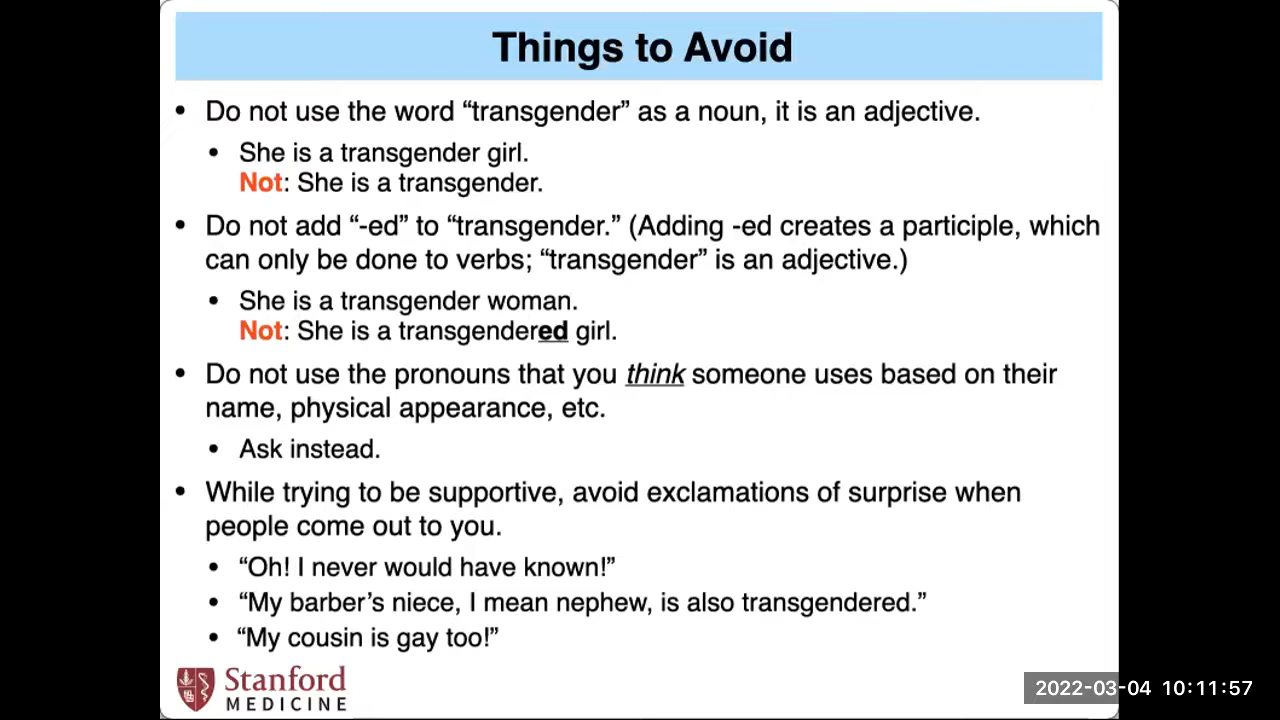 Things to Avoid
• Do not use the word “transgender” as a noun, it is an adjective.
• She is a transgender girl.
Not: She is a transgender.
• Do not add “-ed” to “transgender.” (Adding -ed creates a participle, which
can only be done to verbs; “transgender” is an adjective.)
• She is a transgender woman.
Not: She is a transgendered girl.
• Do not use the pronouns that you think someone uses based on their
name, physical appearance, etc.
• Ask instead.
• While trying to be supportive, avoid exclamations of surprise when
people come out to you.
• “Oh! I never would have known!”
• “My barber’s niece, I mean nephew, is also transgendered.”
• “My cousin is gay too!”
Stanford
MEDICINE
2022-03-04 10:11:57